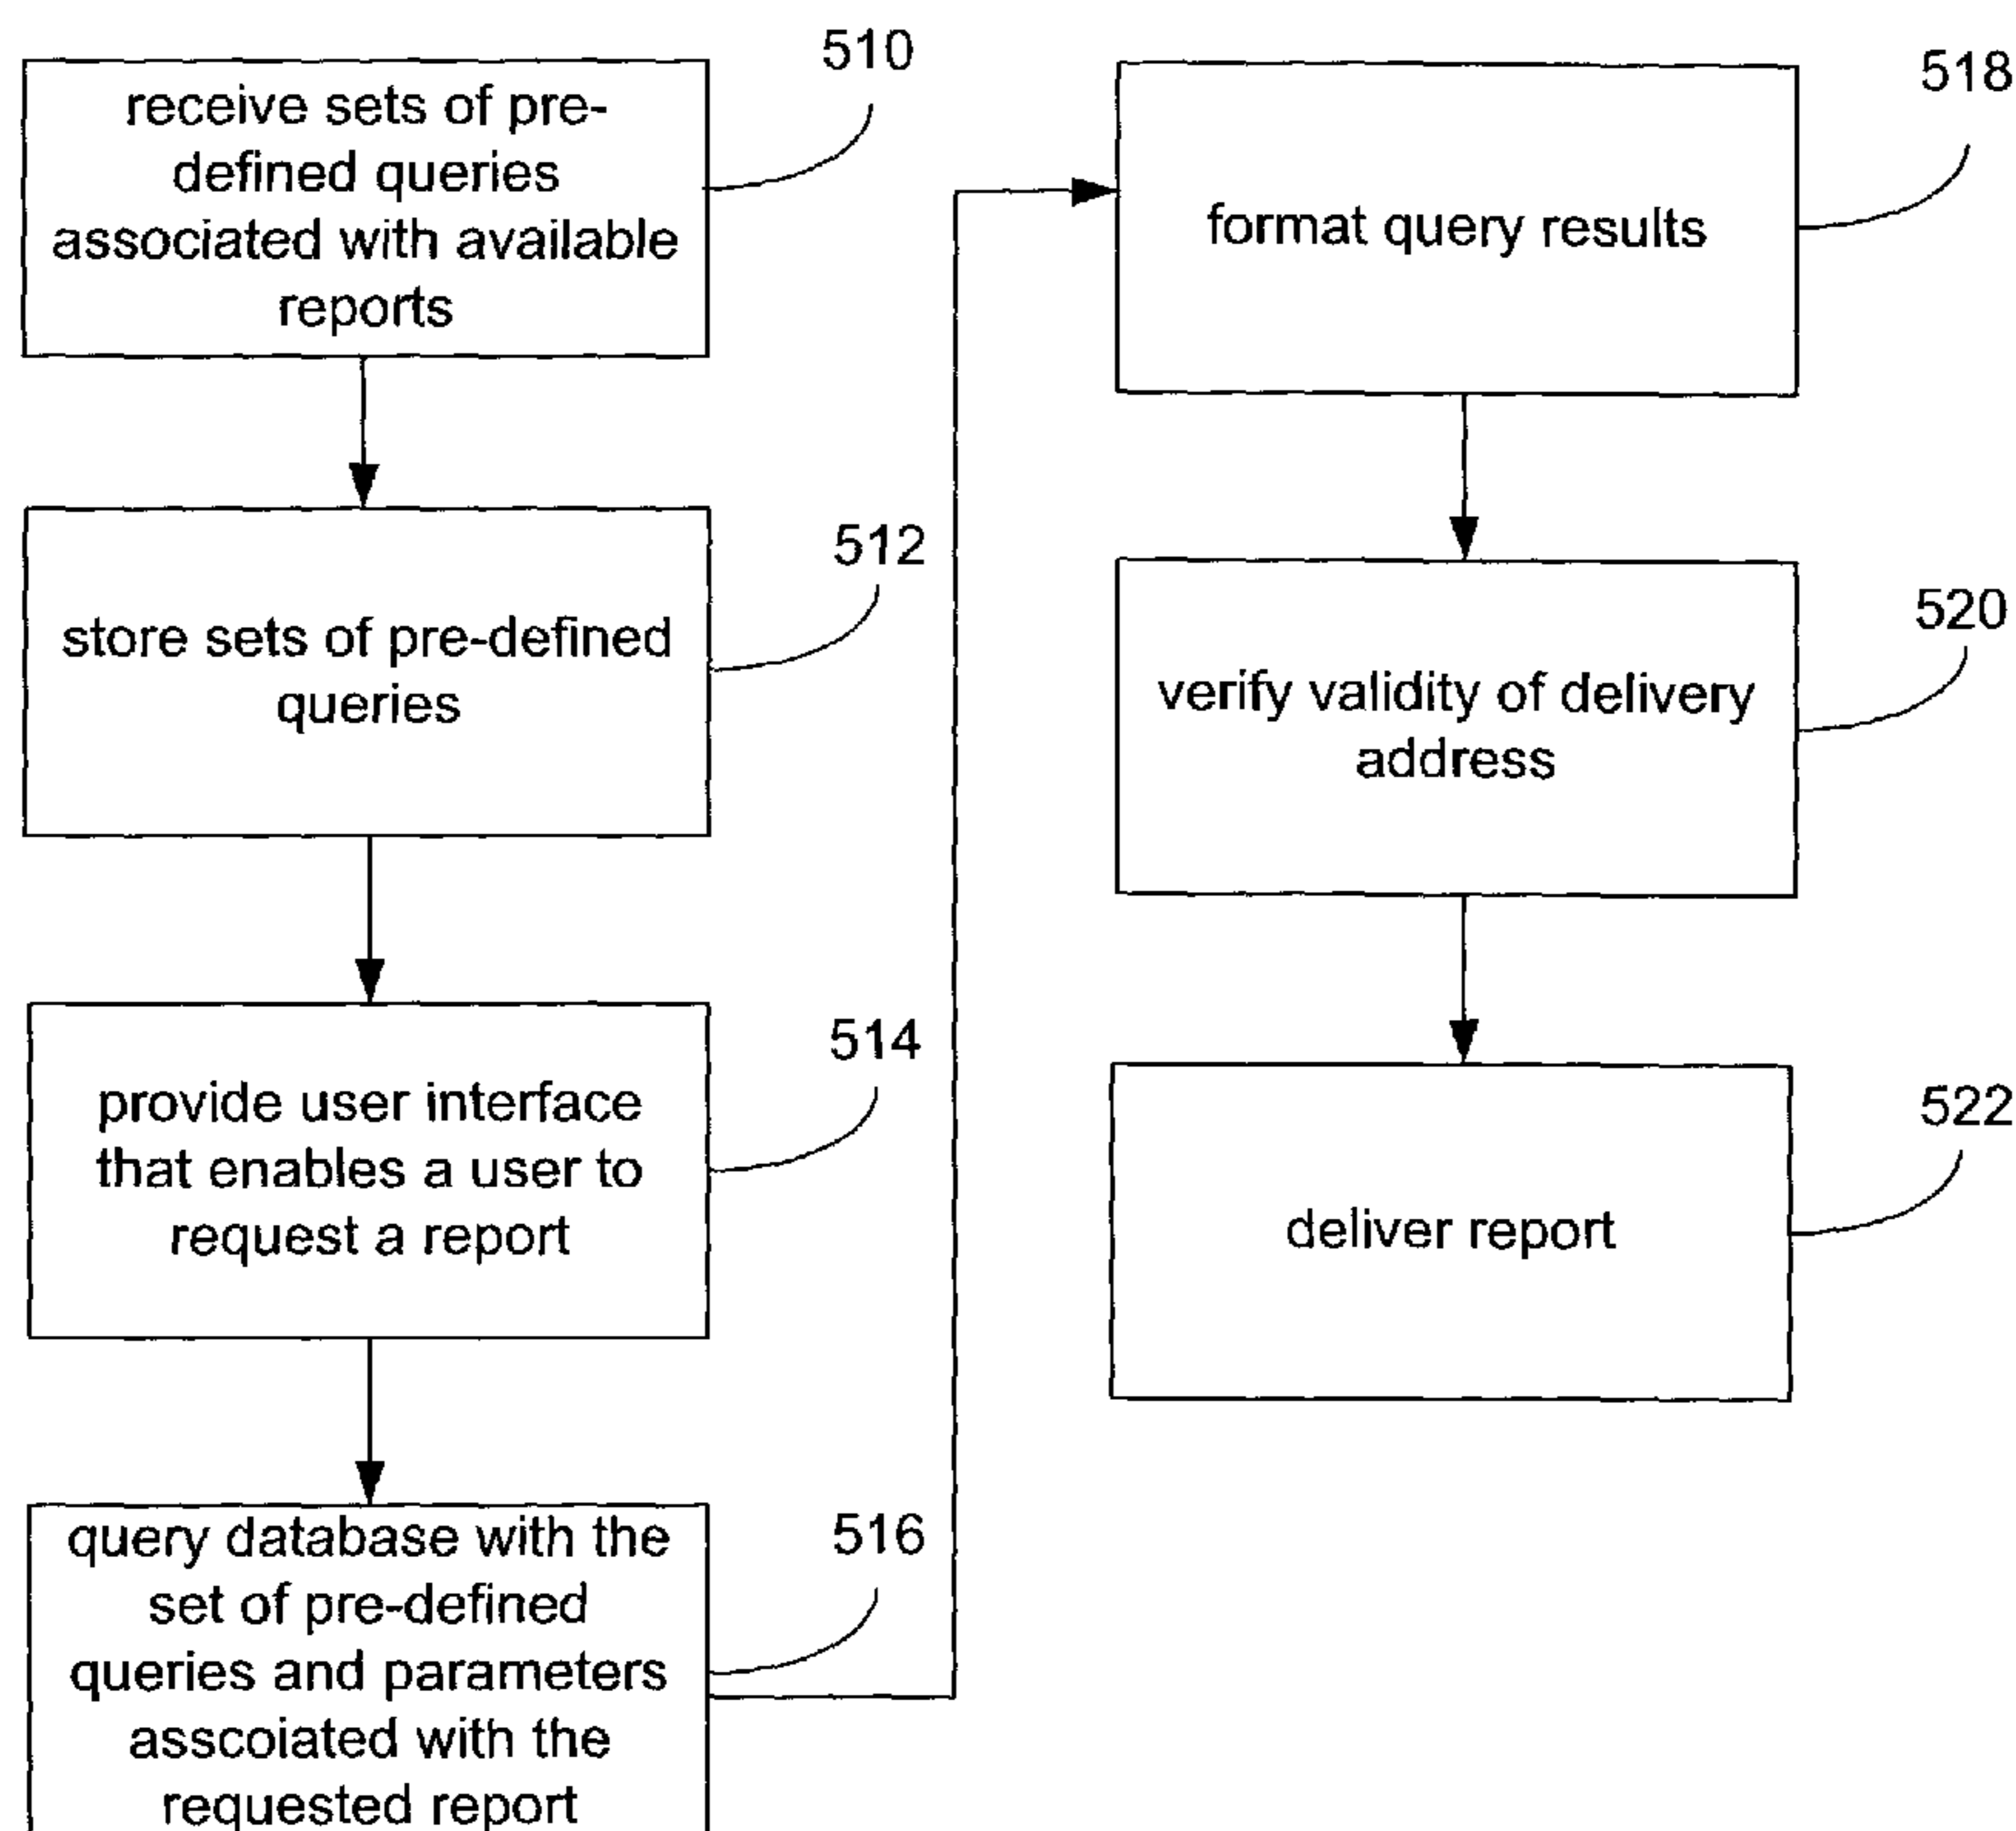 510
receive sets of pre-
defined queries
associated with available
reports
512
store sets of pre-defined
queries
514
provide user interface
that enables a user to
request a report
516
query database with the
set of pre-defined
queries and parameters
asscoiated with the
requested report
518
format query results
520
verify validity of delivery
address
522
deliver report